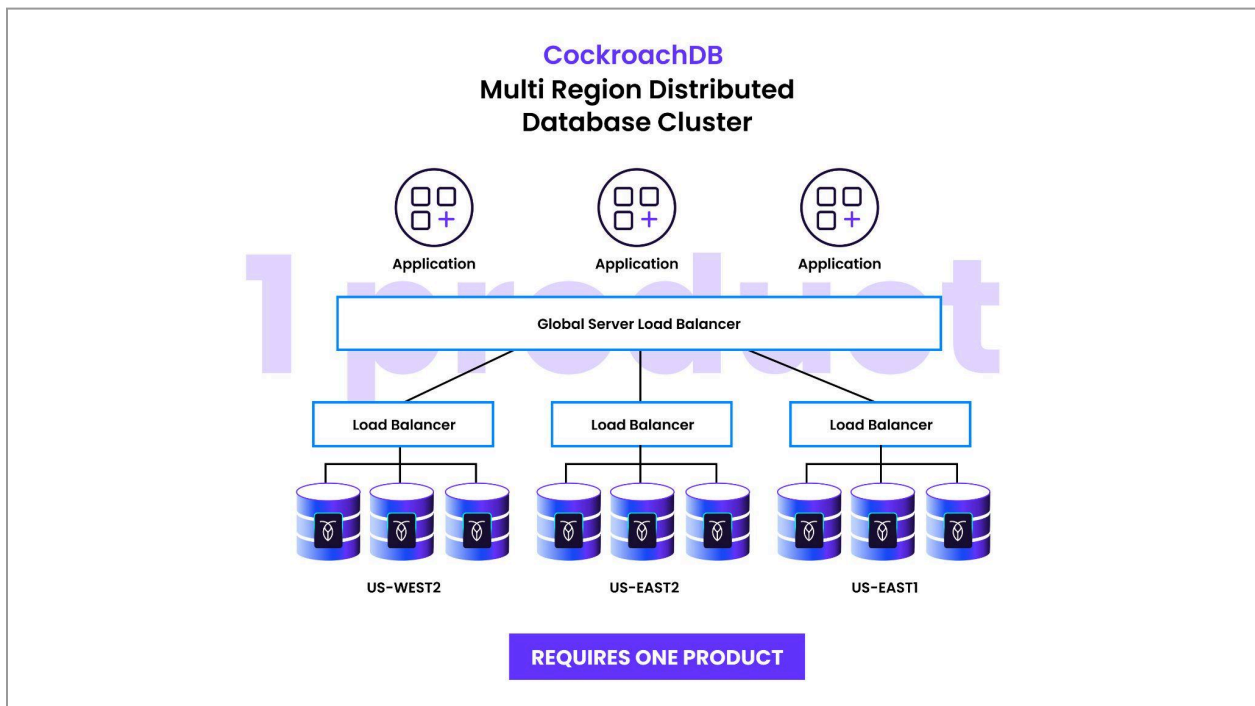 CockroachDB
Multi Region Distributed
Database Cluster
Application
Application
Application
1 product
Global Server Load Balancer
Load Balancer
Load Balancer
Load Balancer
US-WEST2
US-EAST2
US-EAST1
REQUIRES ONE PRODUCT